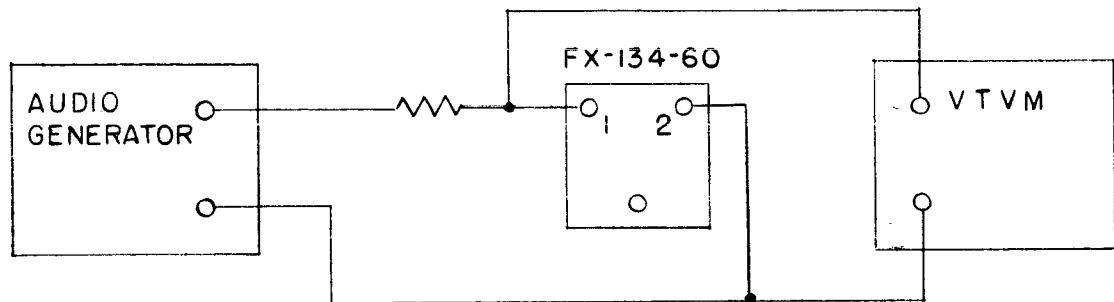 FX-134-60
AUDIO
GENERATOR
1 2
VTVM